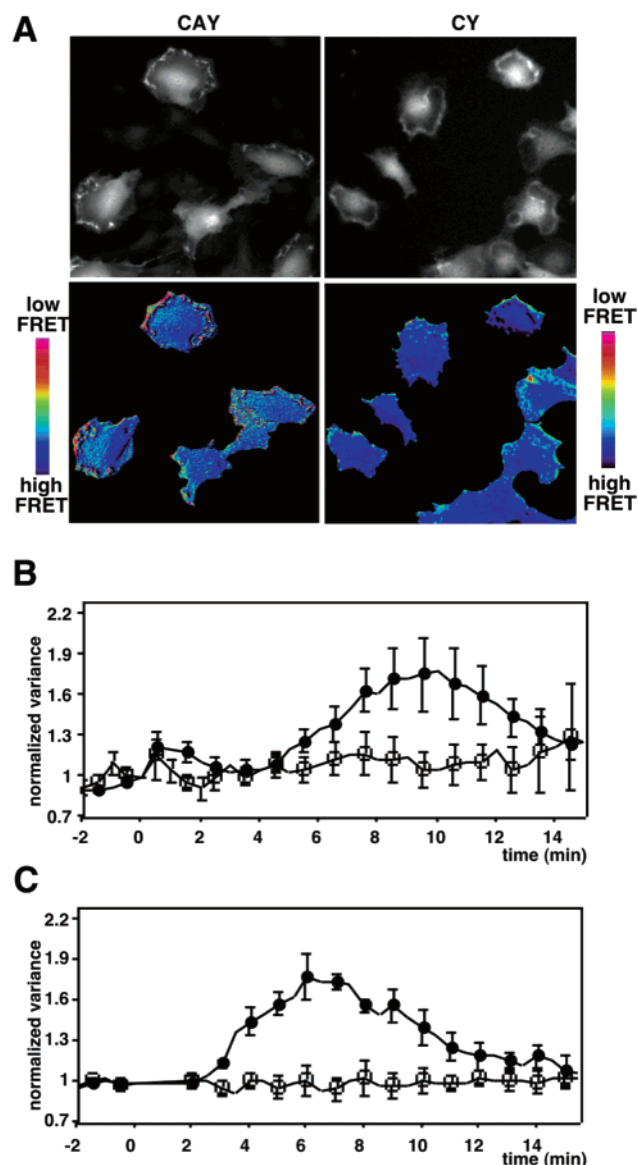 A
CAY
CY
low
FRET
high
FRET
low
FRET
high
FRET
B
normalized variance
2.2
1.9
1.6
1.3
1
0.7
-2 0 2 4 6 8 10 12 14
time (min)
C
normalized variance
2.2
1.9
1.6
1.3
1
0.7
-2 0 2 4 6 8 10 12 14
time (min)